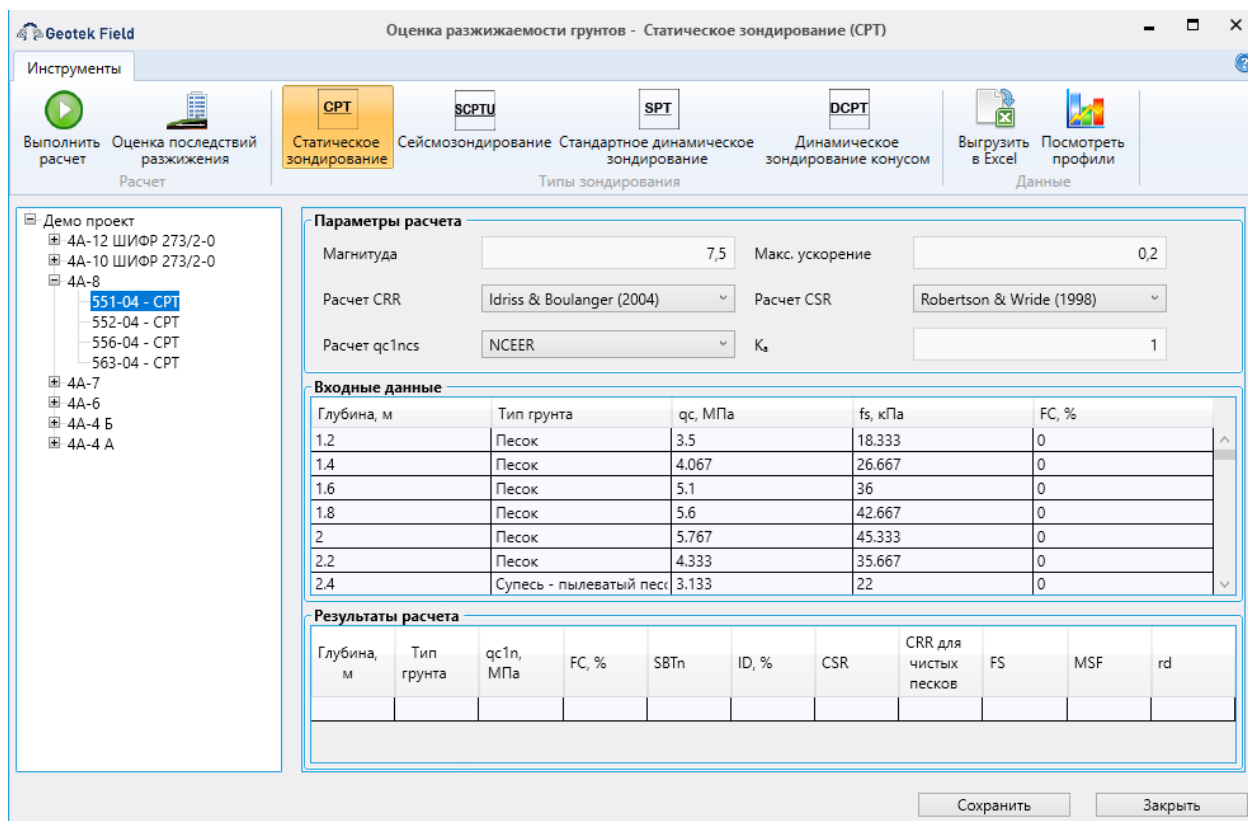 Geotek Field
Оценка разжижаемости грунтов - Статическое зондирование (CPT)
Инструменты
CPT SCPTU SPT DCPT
Выполнить расчет Оценка последствий разжижения Статическое зондирование Сейсмозондирование Стандартное динамическое зондирование Динамическое зондирование конусом Выгрузить в Excel Посмотреть профили
Расчет Типы зондирования Данные
Демо проект
4А-12 ШИФР 273/2-0
4А-10 ШИФР 273/2-0
4А-8
551-04 - CPT
552-04 - CPT
556-04 - CPT
563-04 - CPT
4А-7
4А-6
4А-4 Б
4А-4 А
Параметры расчета
Магнитуда 7,5 Макс. ускорение 0,2
Расчет CRR Idriss & Boulanger (2004) Расчет CSR Robertson & Wride (1998)
Расчет qc1ncs NCEER Kₐ 1
Входные данные
Глубина, м Тип грунта qc, МПа fs, кПа FC, %
1.2 Песок 3.5 18.333 0
1.4 Песок 4.067 26.667 0
1.6 Песок 5.1 36 0
1.8 Песок 5.6 42.667 0
2 Песок 5.767 45.333 0
2.2 Песок 4.333 35.667 0
2.4 Супесь - пылеватый песо 3.133 22 0
Результаты расчета
Глубина, м Тип грунта qc1n, МПа FC, % SBTn ID, % CSR CRR для чистых песков FS MSF rd
Сохранить Закрыть